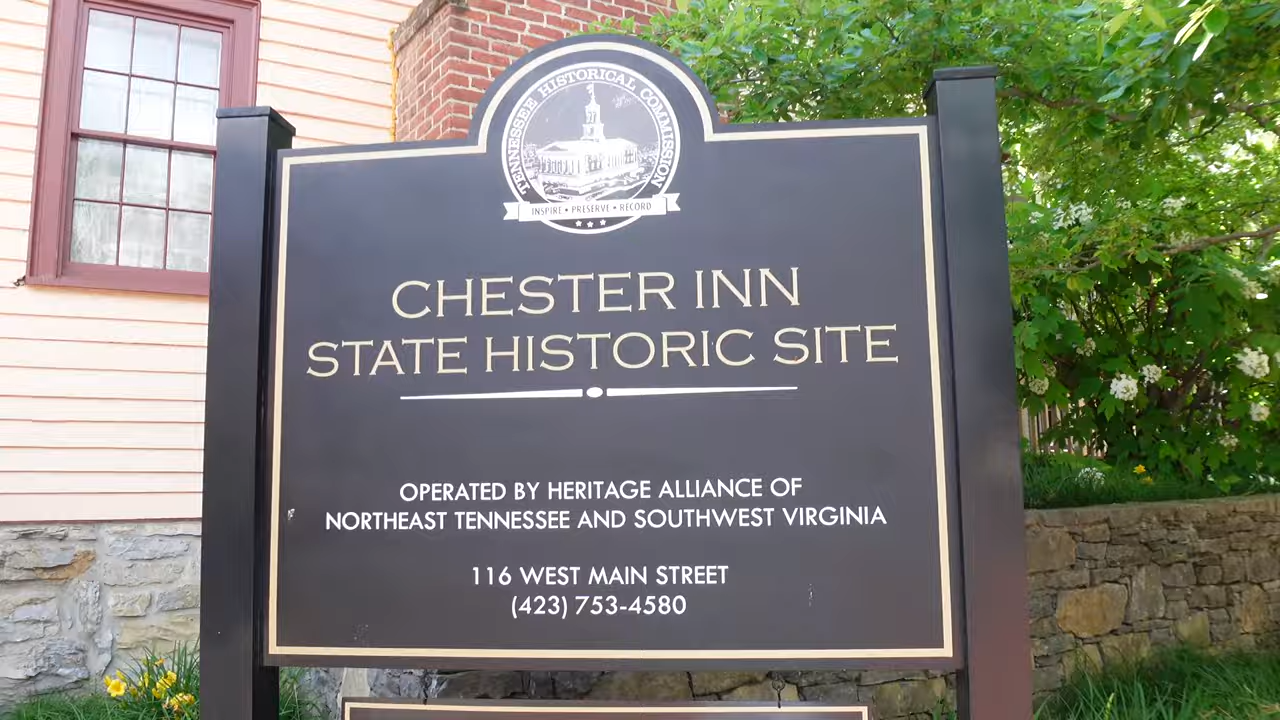 TENNESSEE HISTORICAL COMMISSION
INSPIRE • PRESERVE • RECORD
CHESTER INN
STATE HISTORIC SITE
OPERATED BY HERITAGE ALLIANCE OF
NORTHEAST TENNESSEE AND SOUTHWEST VIRGINIA
116 WEST MAIN STREET
(423) 753-4580